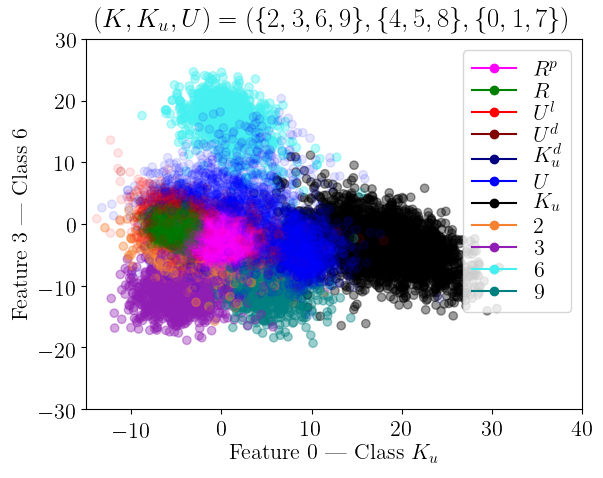 (K, K_u, U) = ({2, 3, 6, 9}, {4, 5, 8}, {0, 1, 7})
30
20
10
0
−10
−20
−30
Feature 3 — Class 6
−10
0
10
20
30
40
Feature 0 — Class K_u
R^p
R
U^l
U^d
K_u^d
U
K_u
2
3
6
9